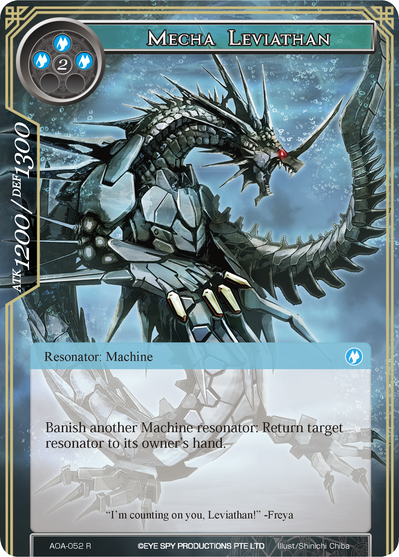 Mecha Leviathan
2
ATK 1200 / DEF 1300
Resonator: Machine
Banish another Machine resonator: Return target
resonator to its owner's hand.
"I'm counting on you, Leviathan!" -Freya
AOA-052 R ©EYE SPY PRODUCTIONS PTE LTD Illust/Shinichi Chiba